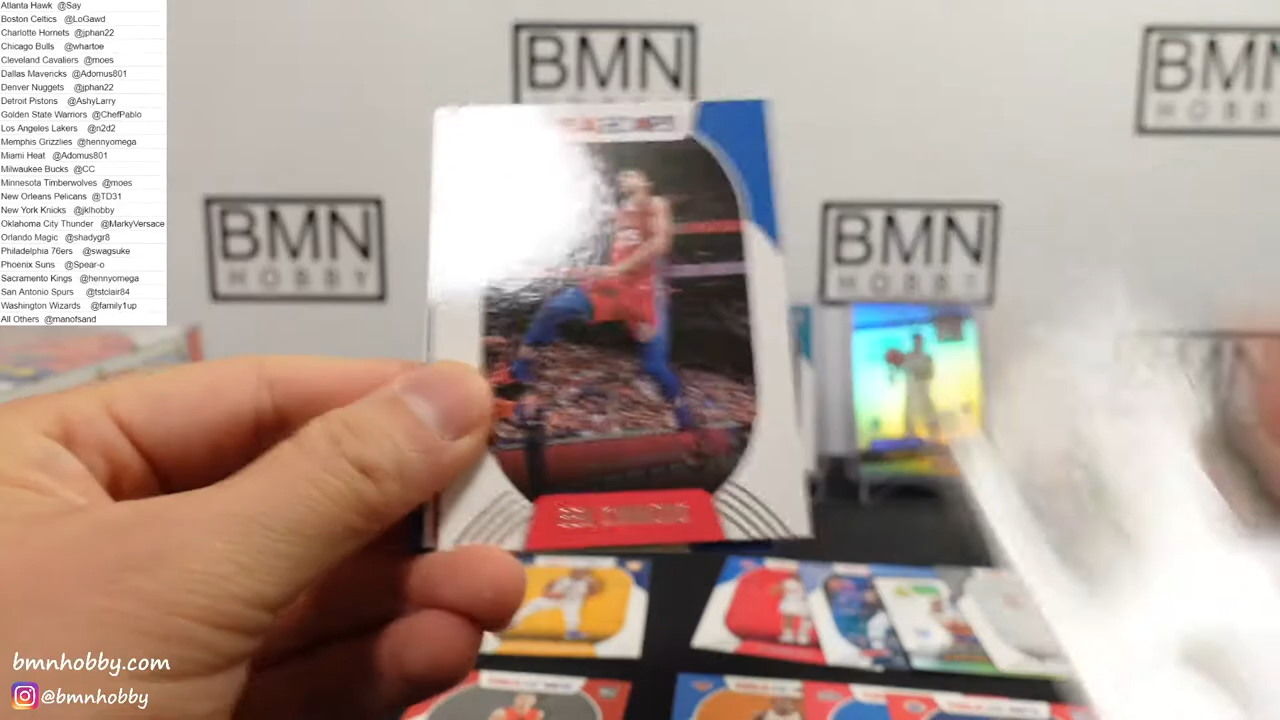 Atlanta Hawk @Say
Boston Celtics @LoGawd
Charlotte Hornets @jphan22
Chicago Bulls @whartoe
Cleveland Cavaliers @moes
Dallas Mavericks @Adomus801
Denver Nuggets @jphan22
Detroit Pistons @AshyLarry
Golden State Warriors @ChefPablo
Los Angeles Lakers @n2d2
Memphis Grizzlies @hennyomega
Miami Heat @Adomus801
Milwaukee Bucks @CC
Minnesota Timberwolves @moes
New Orleans Pelicans @TD31
New York Knicks @jklhobby
Oklahoma City Thunder @MarkyVersace
Orlando Magic @shadygr8
Philadelphia 76ers @swagsuke
Phoenix Suns @Spear-o
Sacramento Kings @hennyomega
San Antonio Spurs @tstclair84
Washington Wizards @family1up
All Others @manofsand
BMN
BMN
HOBBY
BMN
HOBBY
BMN
HOBBY
bmnhobby.com
@bmnhobby